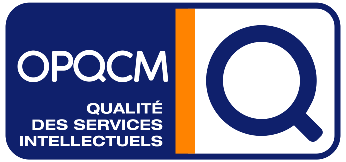 OPQCM
QUALITÉ
DES SERVICES
INTELLECTUELS
Q